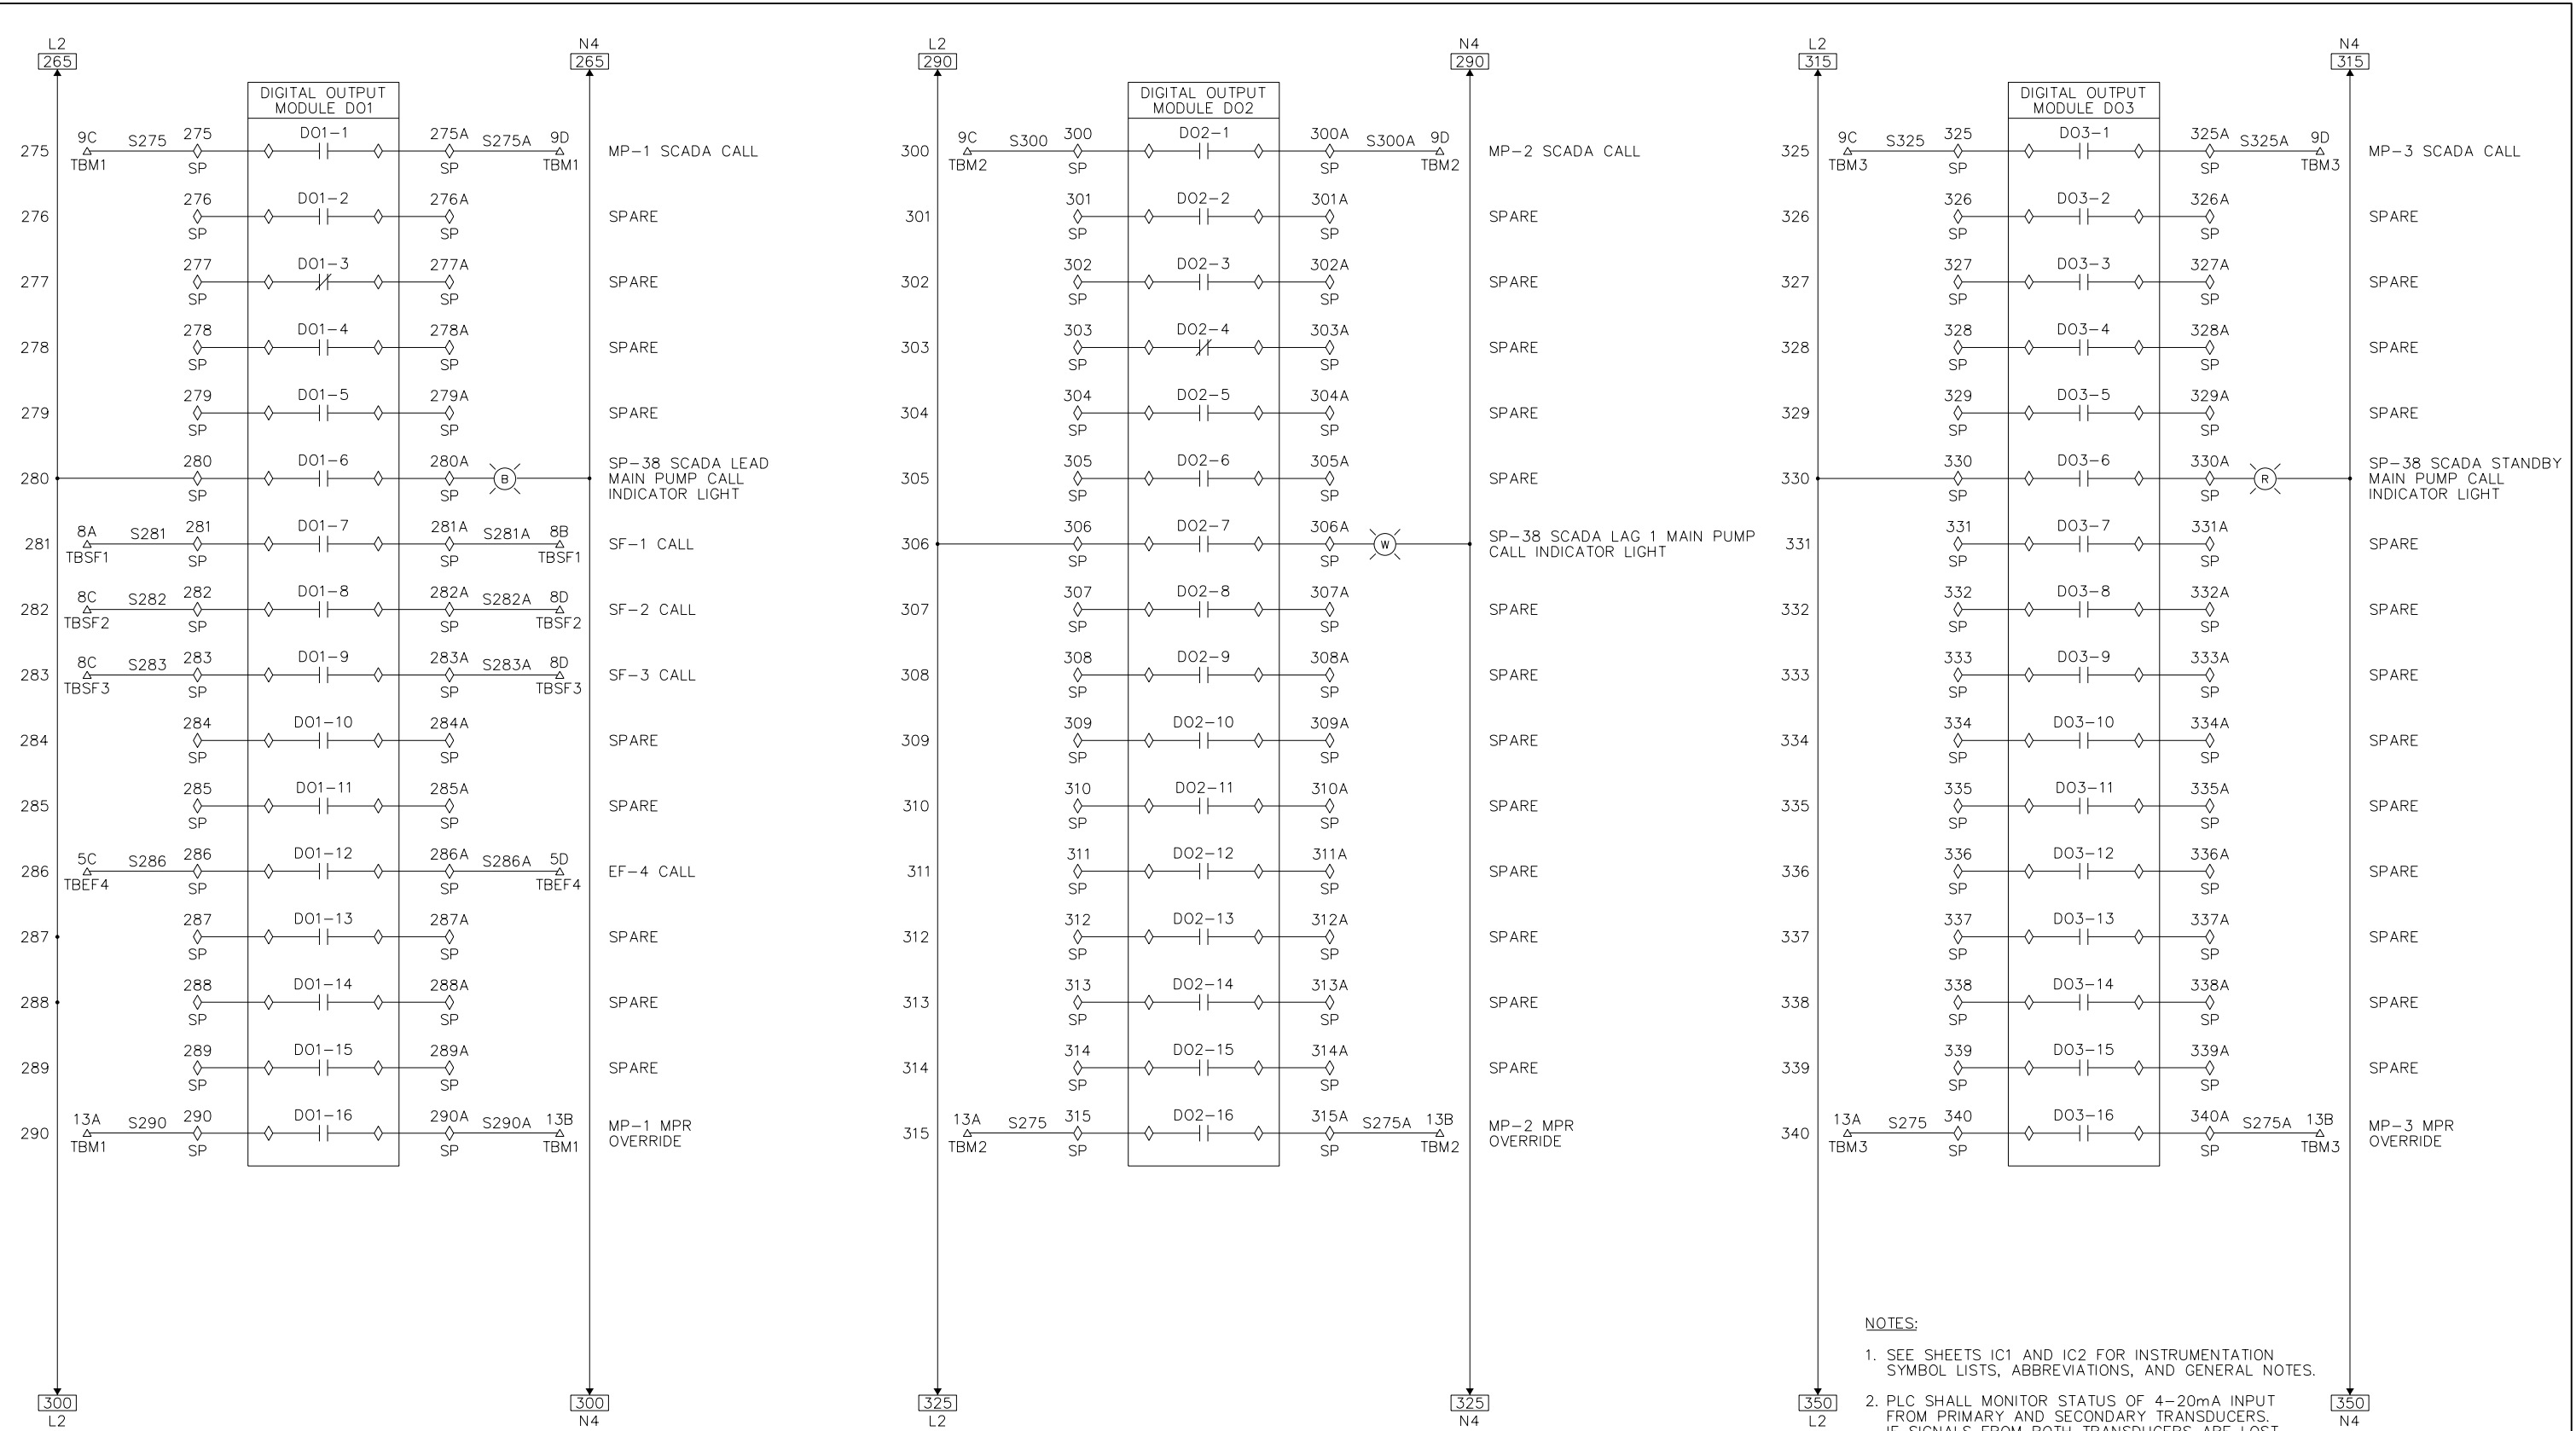 L2
265
N4
265
DIGITAL OUTPUT
MODULE DO1
275 9C TBM1 S275 275 SP DO1-1 275A SP S275A 9D TBM1 MP-1 SCADA CALL
276 276 SP DO1-2 276A SP SPARE
277 277 SP DO1-3 277A SP SPARE
278 278 SP DO1-4 278A SP SPARE
279 279 SP DO1-5 279A SP SPARE
280 280 SP DO1-6 280A SP B SP-38 SCADA LEAD
MAIN PUMP CALL
INDICATOR LIGHT
281 8A TBSF1 S281 281 SP DO1-7 281A SP S281A 8B TBSF1 SF-1 CALL
282 8C TBSF2 S282 282 SP DO1-8 282A SP S282A 8D TBSF2 SF-2 CALL
283 8C TBSF3 S283 283 SP DO1-9 283A SP S283A 8D TBSF3 SF-3 CALL
284 284 SP DO1-10 284A SP SPARE
285 285 SP DO1-11 285A SP SPARE
286 5C TBEF4 S286 286 SP DO1-12 286A SP S286A 5D TBEF4 EF-4 CALL
287 287 SP DO1-13 287A SP SPARE
288 288 SP DO1-14 288A SP SPARE
289 289 SP DO1-15 289A SP SPARE
290 13A TBM1 S290 290 SP DO1-16 290A SP S290A 13B TBM1 MP-1 MPR
OVERRIDE
300
L2
300
N4
L2
290
N4
290
DIGITAL OUTPUT
MODULE DO2
300 9C TBM2 S300 300 SP DO2-1 300A SP S300A 9D TBM2 MP-2 SCADA CALL
301 301 SP DO2-2 301A SP SPARE
302 302 SP DO2-3 302A SP SPARE
303 303 SP DO2-4 303A SP SPARE
304 304 SP DO2-5 304A SP SPARE
305 305 SP DO2-6 305A SP SPARE
306 306 SP DO2-7 306A SP W SP-38 SCADA LAG 1 MAIN PUMP
CALL INDICATOR LIGHT
307 307 SP DO2-8 307A SP SPARE
308 308 SP DO2-9 308A SP SPARE
309 309 SP DO2-10 309A SP SPARE
310 310 SP DO2-11 310A SP SPARE
311 311 SP DO2-12 311A SP SPARE
312 312 SP DO2-13 312A SP SPARE
313 313 SP DO2-14 313A SP SPARE
314 314 SP DO2-15 314A SP SPARE
315 13A TBM2 S275 315 SP DO2-16 315A SP S275A 13B TBM2 MP-2 MPR
OVERRIDE
325
L2
325
N4
L2
315
N4
315
DIGITAL OUTPUT
MODULE DO3
325 9C TBM3 S325 325 SP DO3-1 325A SP S325A 9D TBM3 MP-3 SCADA CALL
326 326 SP DO3-2 326A SP SPARE
327 327 SP DO3-3 327A SP SPARE
328 328 SP DO3-4 328A SP SPARE
329 329 SP DO3-5 329A SP SPARE
330 330 SP DO3-6 330A SP R SP-38 SCADA STANDBY
MAIN PUMP CALL
INDICATOR LIGHT
331 331 SP DO3-7 331A SP SPARE
332 332 SP DO3-8 332A SP SPARE
333 333 SP DO3-9 333A SP SPARE
334 334 SP DO3-10 334A SP SPARE
335 335 SP DO3-11 335A SP SPARE
336 336 SP DO3-12 336A SP SPARE
337 337 SP DO3-13 337A SP SPARE
338 338 SP DO3-14 338A SP SPARE
339 339 SP DO3-15 339A SP SPARE
340 13A TBM3 S275 340 SP DO3-16 340A SP S275A 13B TBM3 MP-3 MPR
OVERRIDE
350
L2
350
N4
NOTES:
1. SEE SHEETS IC1 AND IC2 FOR INSTRUMENTATION
SYMBOL LISTS, ABBREVIATIONS, AND GENERAL NOTES.
2. PLC SHALL MONITOR STATUS OF 4-20mA INPUT
FROM PRIMARY AND SECONDARY TRANSDUCERS.
IF SIGNALS FROM BOTH TRANSDUCERS ARE LOST